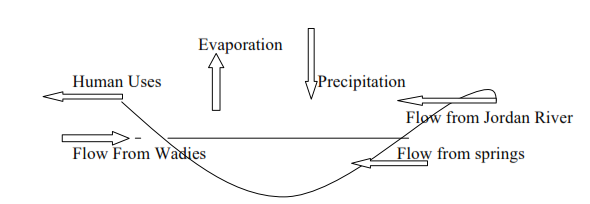 Evaporation
Human Uses
Precipitation
Flow from Jordan River
Flow From Wadies
Flow from springs